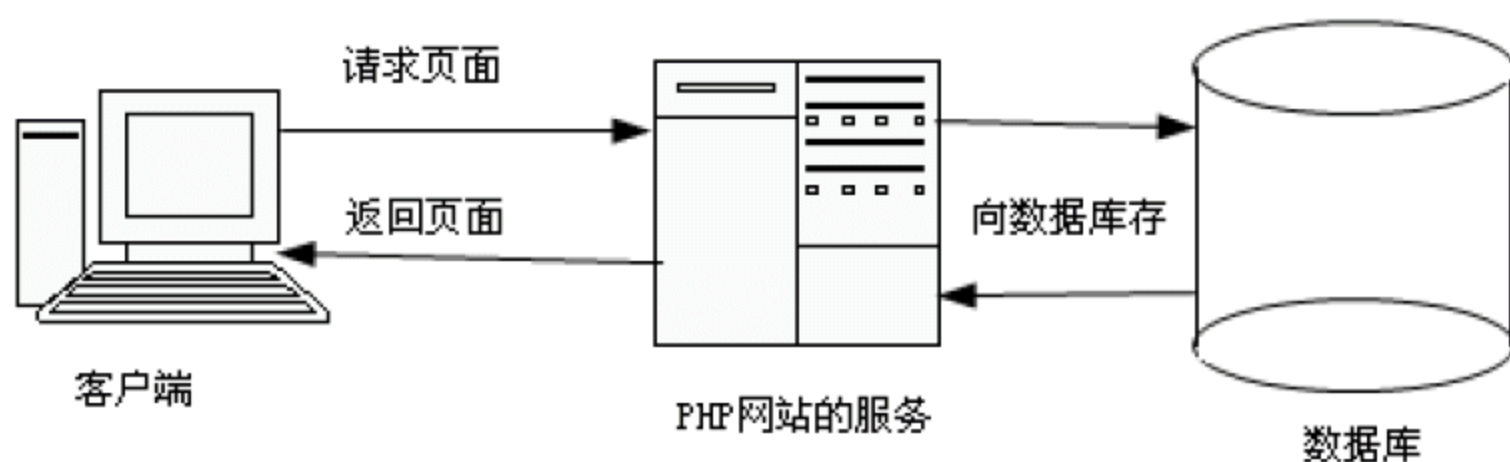 请求页面
返回页面
向数据库存
客户端
PHP网站的服务
数据库